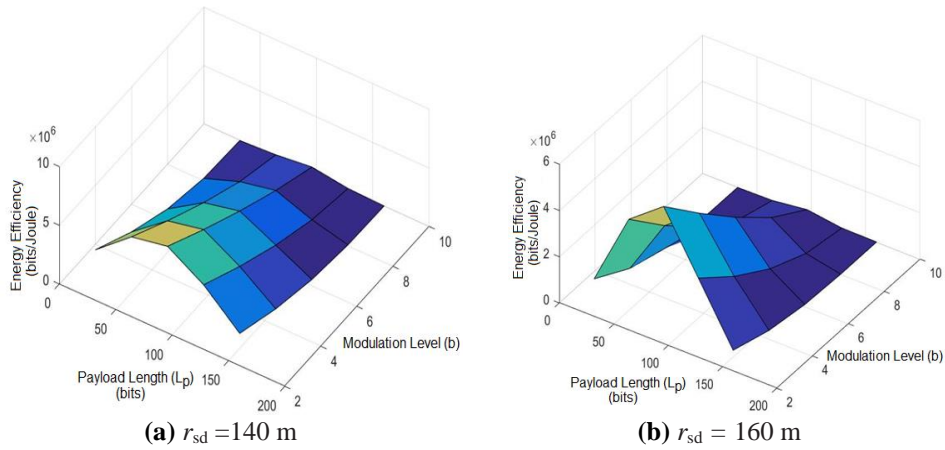 ×10⁶
10
5
0
Energy Efficiency
(bits/Joule)
0
50
100
150
200
Payload Length (Lp)
(bits)
2
4
6
8
10
Modulation Level (b)
(a) rsd =140 m
×10⁶
6
4
2
0
Energy Efficiency
(bits/Joule)
0
50
100
150
200
Payload Length (Lp)
(bits)
2
4
6
8
10
Modulation Level (b)
(b) rsd = 160 m